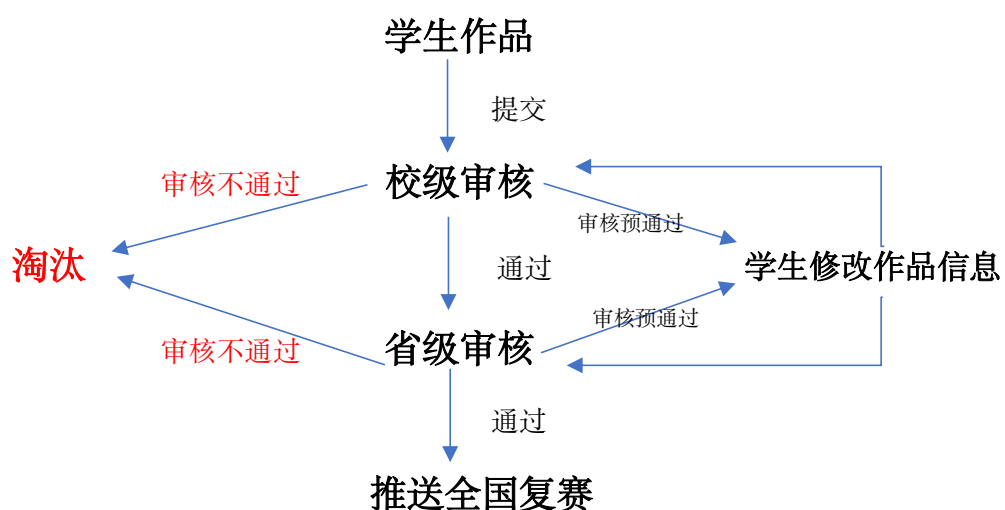 学生作品
提交
校级审核
审核不通过
审核预通过
淘汰
通过
学生修改作品信息
审核预通过
省级审核
审核不通过
通过
推送全国复赛